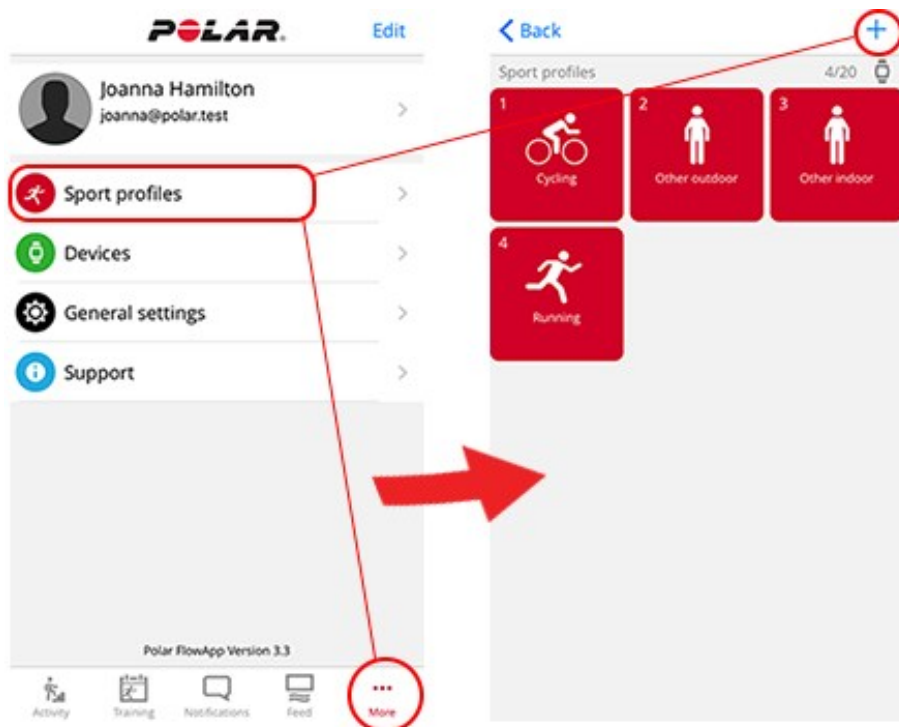 POLAR.
Edit
Joanna Hamilton
joanna@polar.test
Sport profiles
Devices
General settings
Support
Polar FlowApp Version 3.3
Activity
Training
Notifications
Feed
More
Back
+
Sport profiles
4/20
1
Cycling
2
Other outdoor
3
Other indoor
4
Running